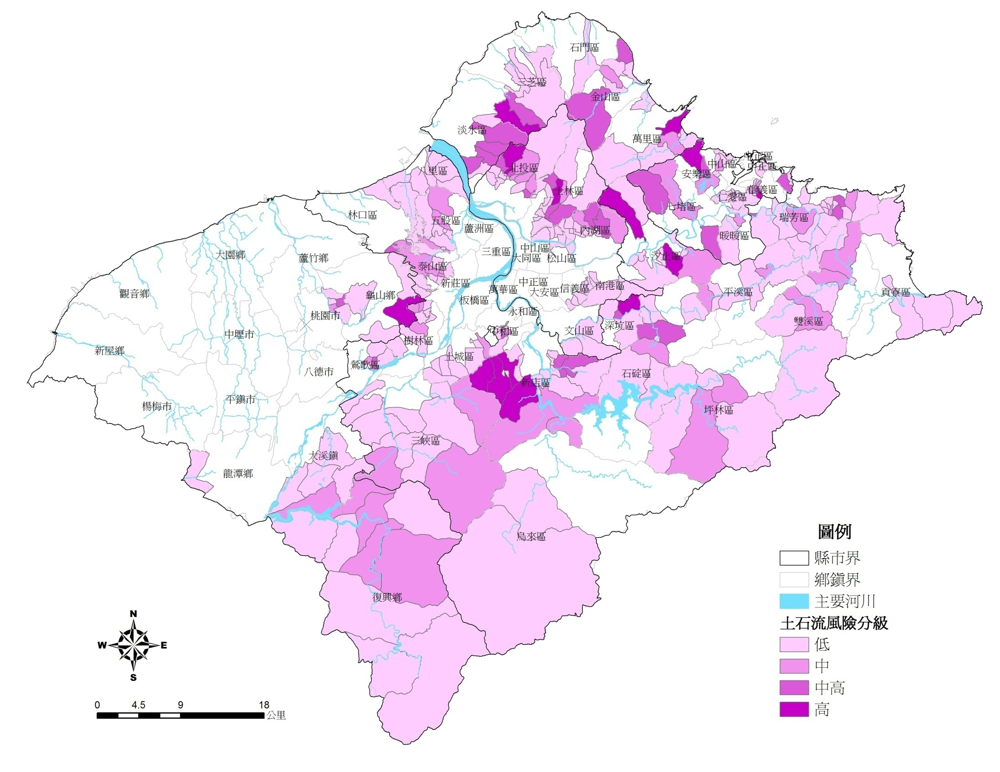 石門區
三芝區
金山區
淡水區
萬里區
中正區
中山區
中正區
北投區
八里區
安樂區
士林區
信義區
仁愛區
七堵區
林口區
五股區
瑞芳區
蘆洲區
內湖區
暖暖區
中山區
三重區
大園鄉
蘆竹鄉
大同區
松山區
汐止區
泰山區
中正區
新莊區
萬華區
大安區
信義區
南港區
平溪區
貢寮區
觀音鄉
龜山鄉
板橋區
永和區
桃園市
雙溪區
深坑區
文山區
中和區
中壢市
樹林區
新屋鄉
土城區
鶯歌區
八德市
石碇區
新店區
平鎮市
楊梅市
坪林區
三峽區
大溪鎮
龍潭鄉
烏來區
復興鄉
圖例
縣市界
鄉鎮界
主要河川
土石流風險分級
低
中
中高
高
N
W E
S
0 4.5 9 18
公里